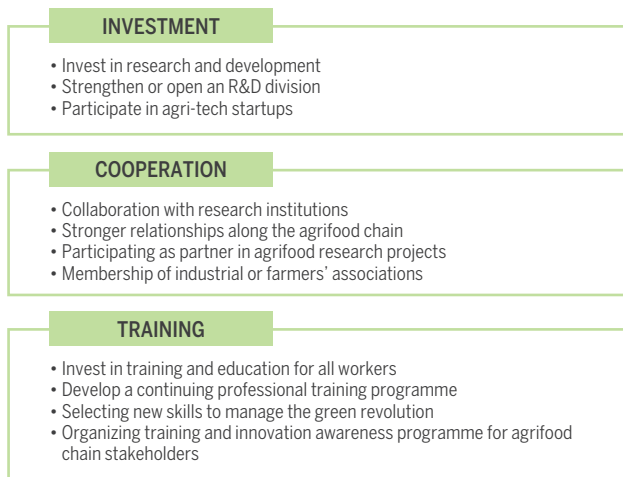 INVESTMENT
• Invest in research and development
• Strengthen or open an R&D division
• Participate in agri-tech startups
COOPERATION
• Collaboration with research institutions
• Stronger relationships along the agrifood chain
• Participating as partner in agrifood research projects
• Membership of industrial or farmers’ associations
TRAINING
• Invest in training and education for all workers
• Develop a continuing professional training programme
• Selecting new skills to manage the green revolution
• Organizing training and innovation awareness programme for agrifood
chain stakeholders